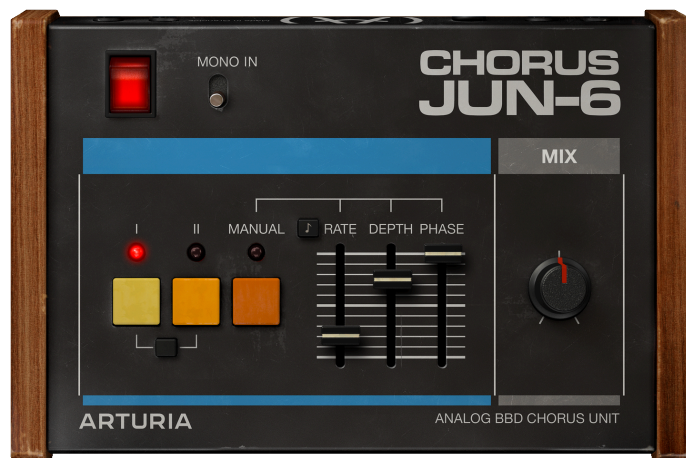 MONO IN
CHORUS
JUN-6
MIX
I II MANUAL ♪ RATE DEPTH PHASE
ARTURIA
ANALOG BBD CHORUS UNIT